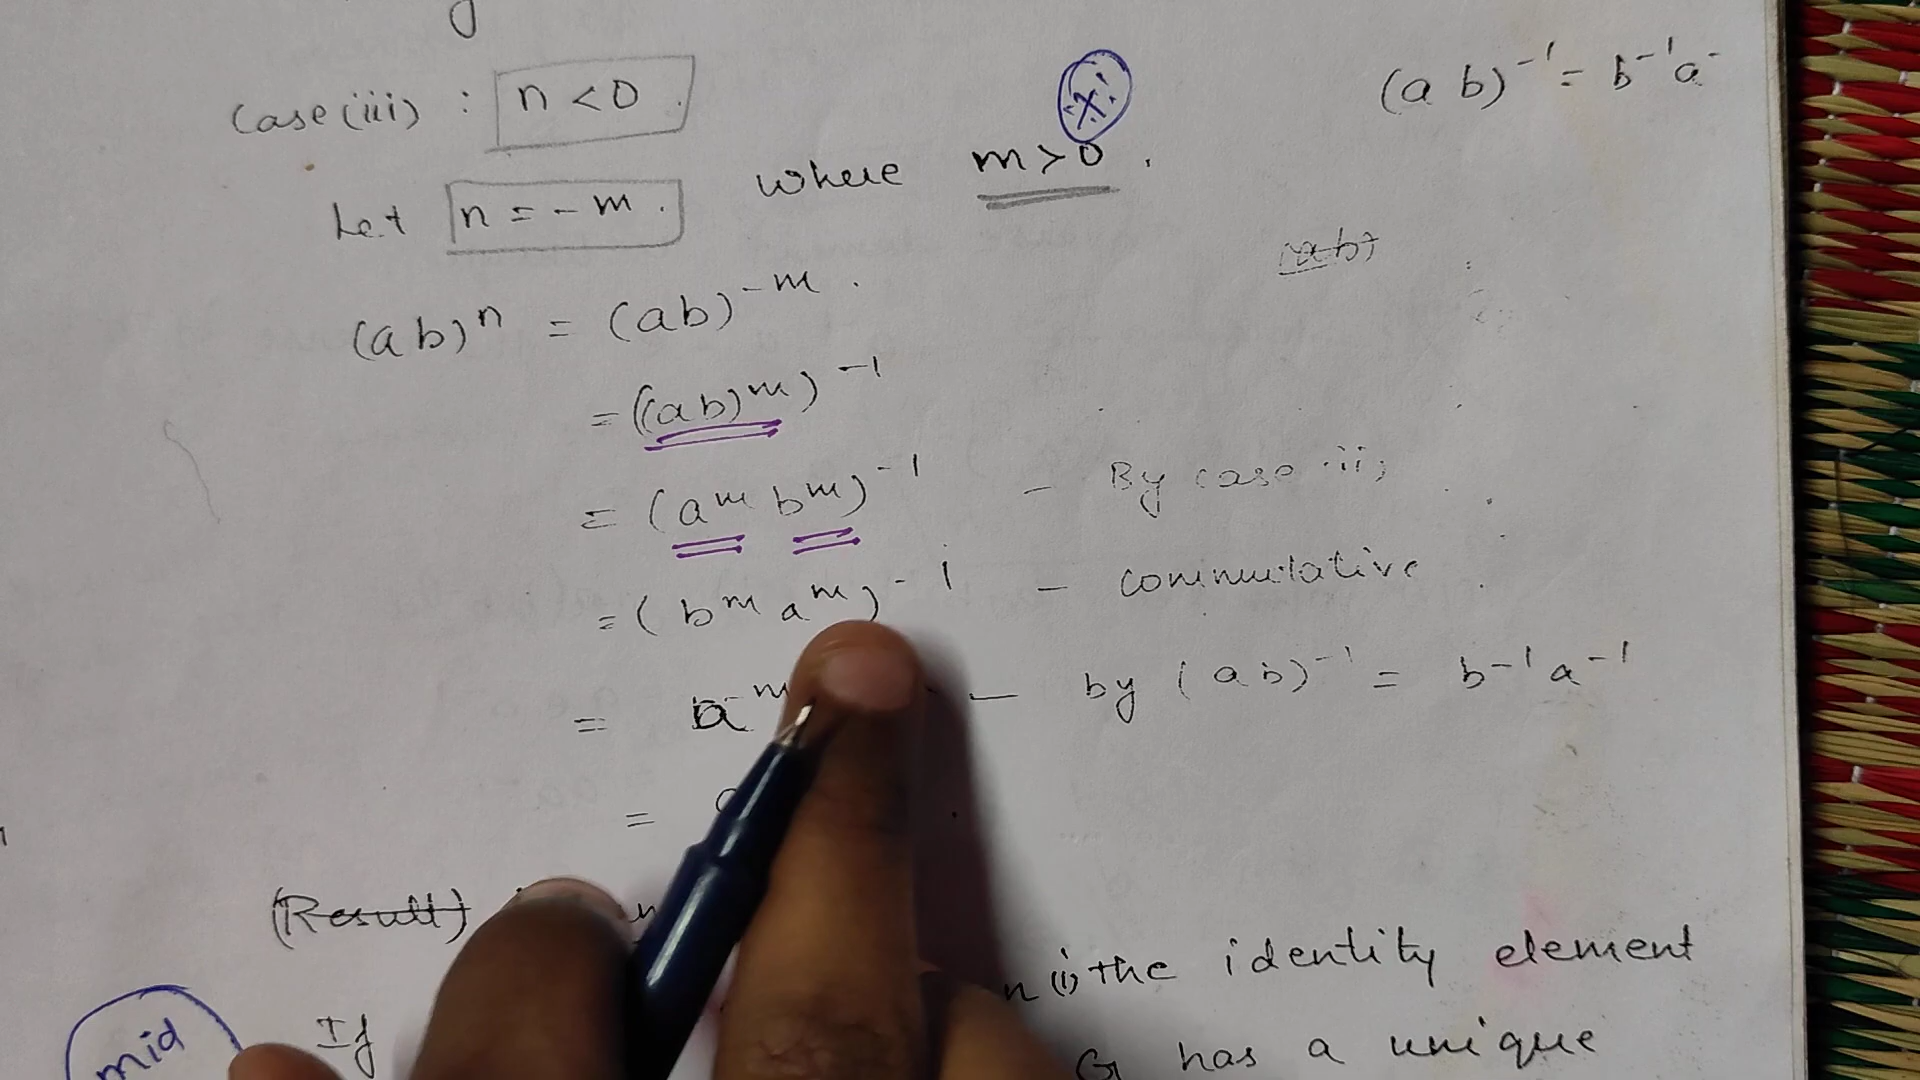 Case (iii) : n < 0 .
(ab)⁻¹ = b⁻¹a⁻
Let n = -m . where m > 0 .
(ab)
(ab)ⁿ = (ab)⁻ᵐ .
= ((ab)ᵐ)⁻¹
= (aᵐ bᵐ)⁻¹ - By case (ii)
= (bᵐ aᵐ)⁻¹ - commutative
= a⁻ᵐ — by (ab)⁻¹ = b⁻¹a⁻¹
=
(Result)
(i) the identity element
mid If G has a unique